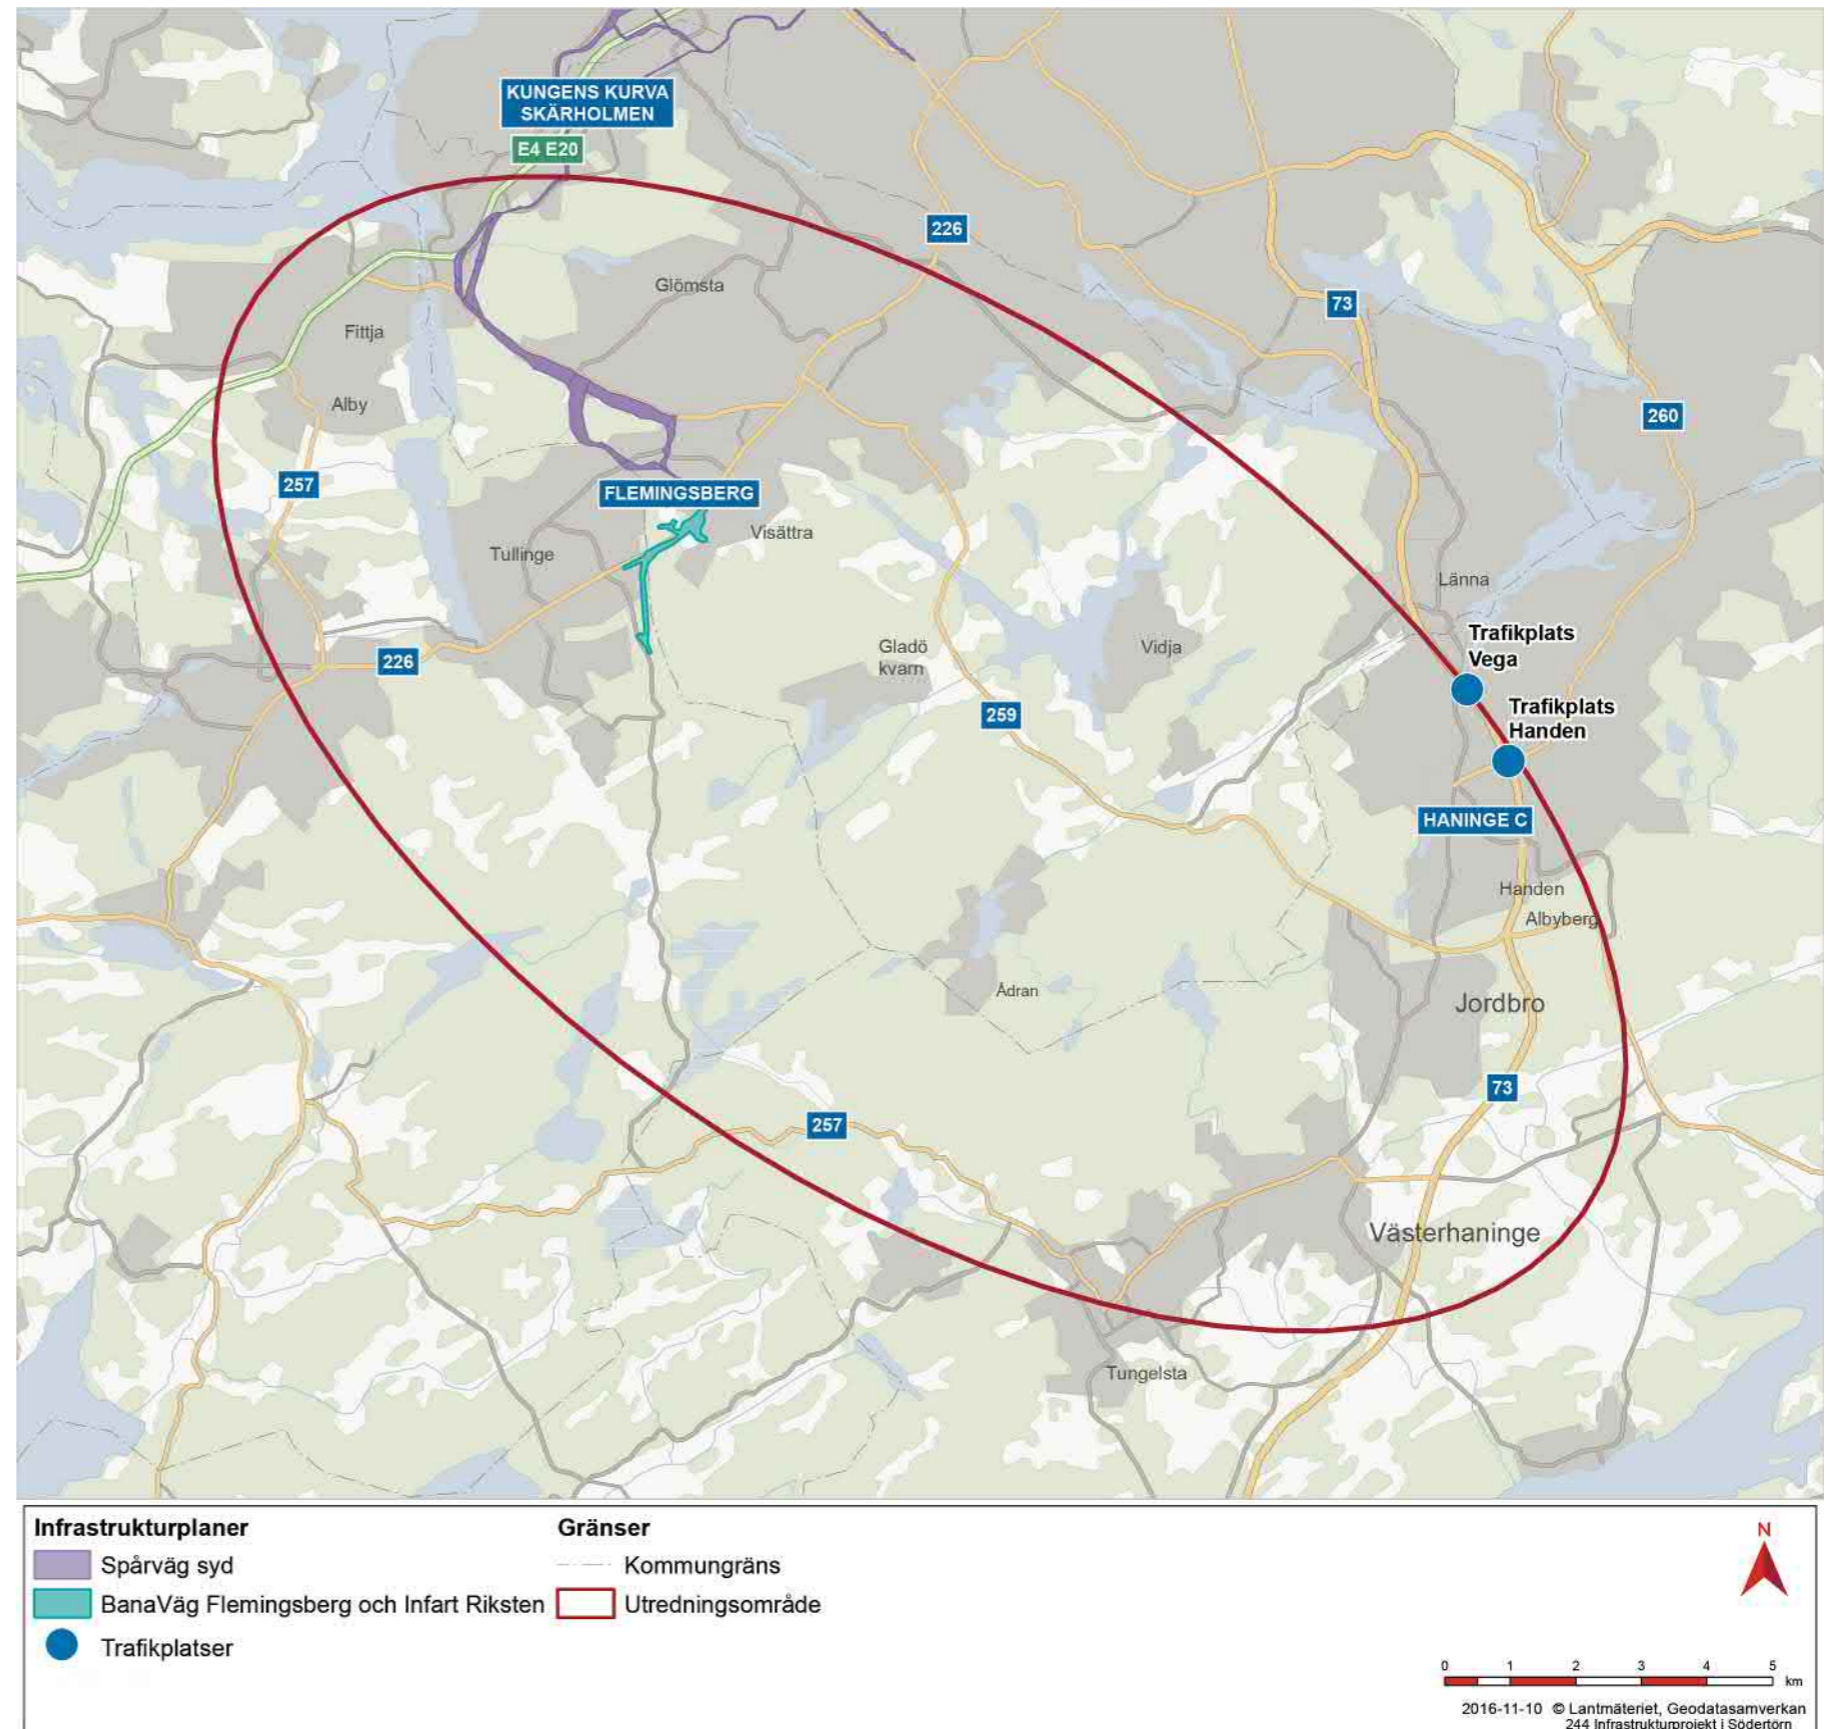 KUNGENS KURVA
SKÄRHOLMEN
E4 E20
226
Glömsta
73
Fittja
Alby
260
257
FLEMINGSBERG
Visättra
Tullinge
Länna
Trafikplats
Vega
Gladö
kvarn
Vidja
226
259
Trafikplats
Handen
HANINGE C
Handen
Albyberg
Ådran
Jordbro
73
257
Västerhaninge
Tungelsta
Infrastrukturplaner
Spårväg syd
BanaVäg Flemingsberg och Infart Riksten
Trafikplatser
Gränser
Kommungräns
Utredningsområde
N
0 1 2 3 4 5
km
2016-11-10 © Lantmäteriet, Geodatasamverkan
244 Infrastrukturprojekt i Södertörn